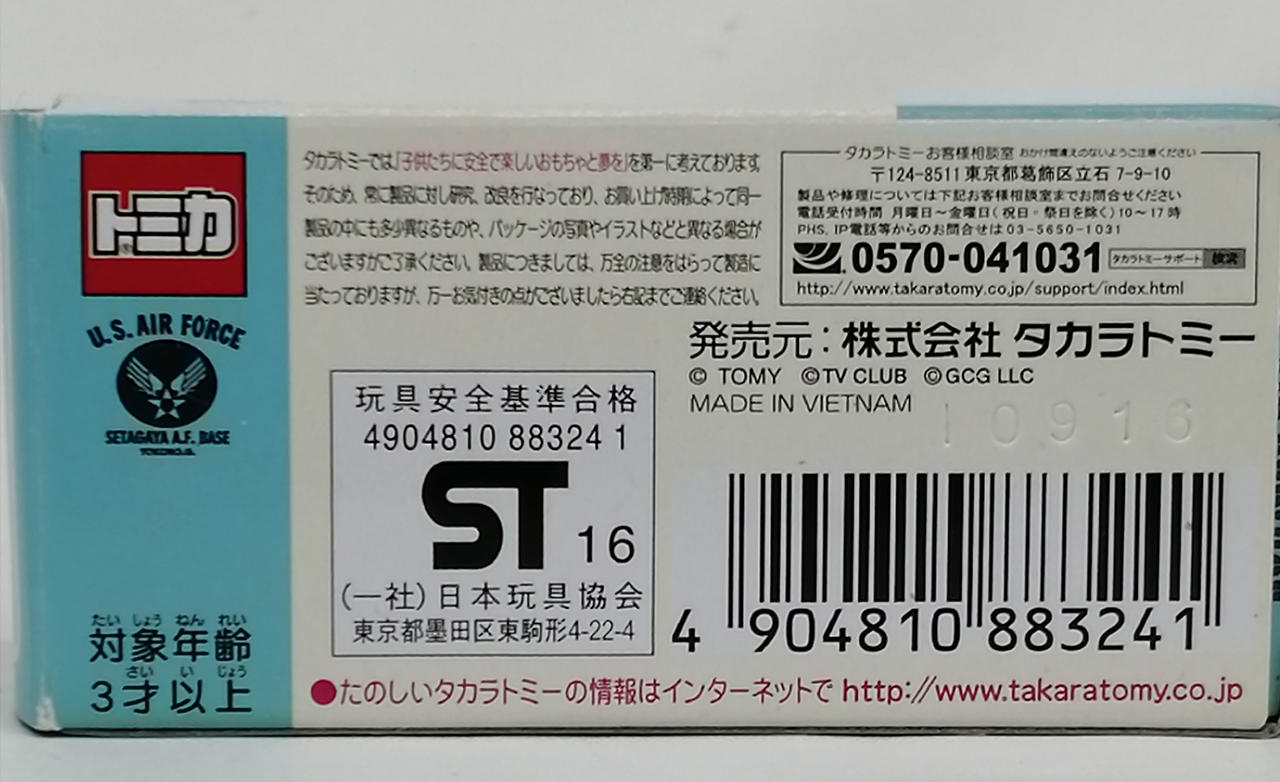 トミカ
U.S. AIR FORCE
SETAGAYA A.F. BASE
たいしょうねんれい
対象年齢
さい い じょう
3才以上
タカラトミーでは「子供たちに安全で楽しいおもちゃと夢を」を第一に考えております。
そのため、常に製品に対し研究、改良を行なっており、お買い上げ時期によって同一
製品の中にも多少異なるものや、パッケージの写真やイラストなどと異なる場合が
ございますがご了承ください。製品につきましては、万全の注意をはらって製造に
当たっておりますが、万一お気付きの点がございましたら右記までご連絡ください。
タカラトミーお客様相談室 おかけ間違えのないようご注意ください
〒124-8511 東京都葛飾区立石 7-9-10
製品や修理については下記お客様相談室までお問合せください
電話受付時間 月曜日～金曜日(祝日・祭日を除く)10～17時
PHS, IP電話等からのお問合せは 03-5650-1031
0570-041031 タカラトミーサポート 検索
http://www.takaratomy.co.jp/support/index.html
発売元:株式会社 タカラトミー
© TOMY ©TV CLUB ©GCG LLC
MADE IN VIETNAM
10916
玩具安全基準合格
4904810 88324 1
ST 16
(一社)日本玩具協会
東京都墨田区東駒形4-22-4
4 904810 883241
●たのしいタカラトミーの情報はインターネットで http://www.takaratomy.co.jp